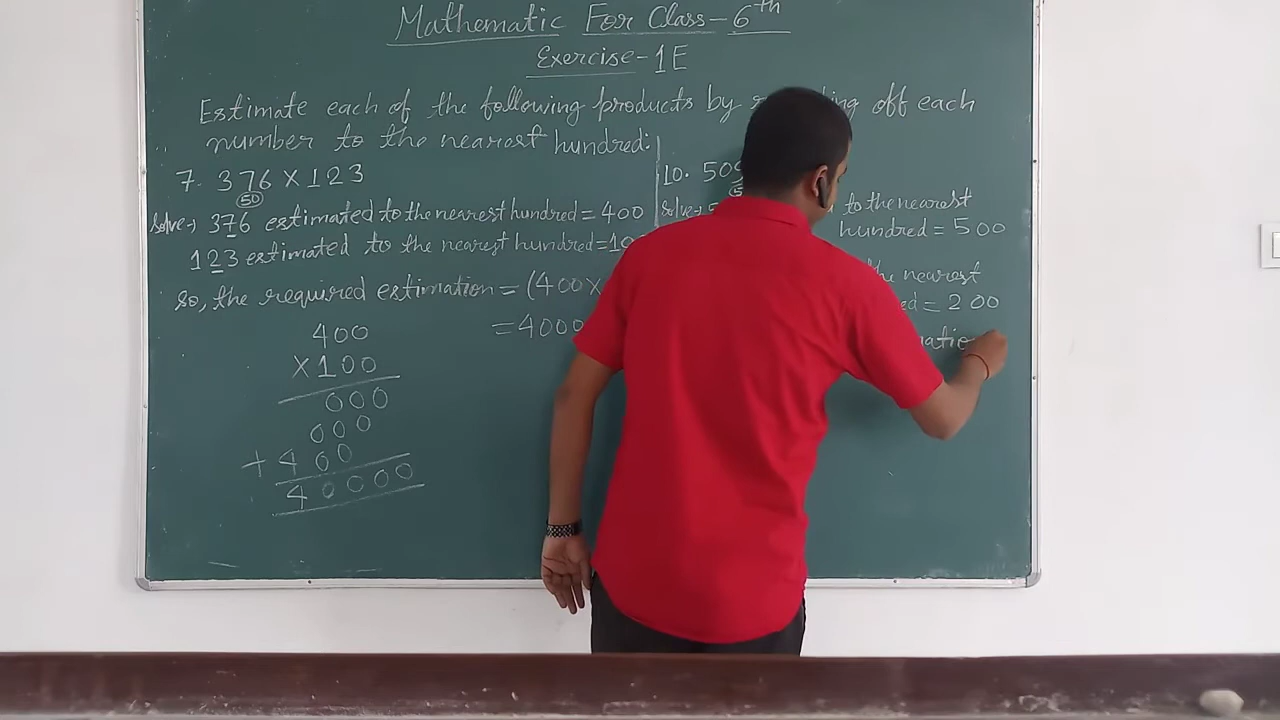 Mathematic For Class-6th
Exercise-1E
Estimate each of the following products by off each
number to the nearest hundred:
7. 376 X 123
50
Solve→ 376 estimated to the nearest hundred = 400
123 estimated to the nearest hundred =
so, the required estimation = (400 ×
= 4000
400
X 100
000
000
+ 400
40000
10. 509
Solve→ to the nearest
hundred = 500
the nearest
= 200